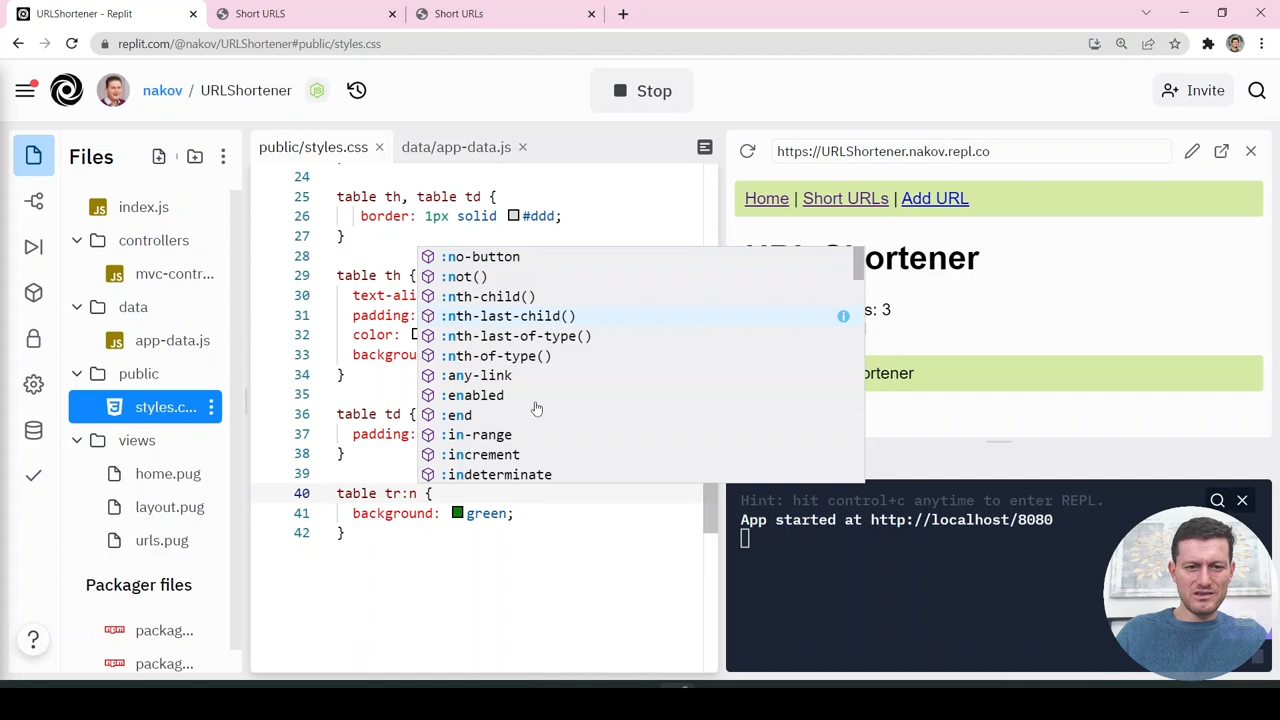 URLShortener - Replit
Short URLS
Short URLs
replit.com/@nakov/URLShortener#public/styles.css
nakov / URLShortener
Stop
Invite
Files
index.js
controllers
mvc-contr...
data
app-data.js
public
styles.c...
views
home.pug
layout.pug
urls.pug
Packager files
packag...
packag...
?
public/styles.css
data/app-data.js
24
25 table th, table td {
26 border: 1px solid #ddd;
27 }
28
29 table th {
30 text-ali
31 padding:
32 color:
33 backgrou
34 }
35
36 table td {
37 padding:
38 }
39
40 table tr:n {
41 background: green;
42 }
:no-button
:not()
:nth-child()
:nth-last-child()
:nth-last-of-type()
:nth-of-type()
:any-link
:enabled
:end
:in-range
:increment
:indeterminate
https://URLShortener.nakov.repl.co
Home | Short URLs | Add URL
ortener
s: 3
ortener
Hint: hit control+c anytime to enter REPL.
App started at http://localhost/8080